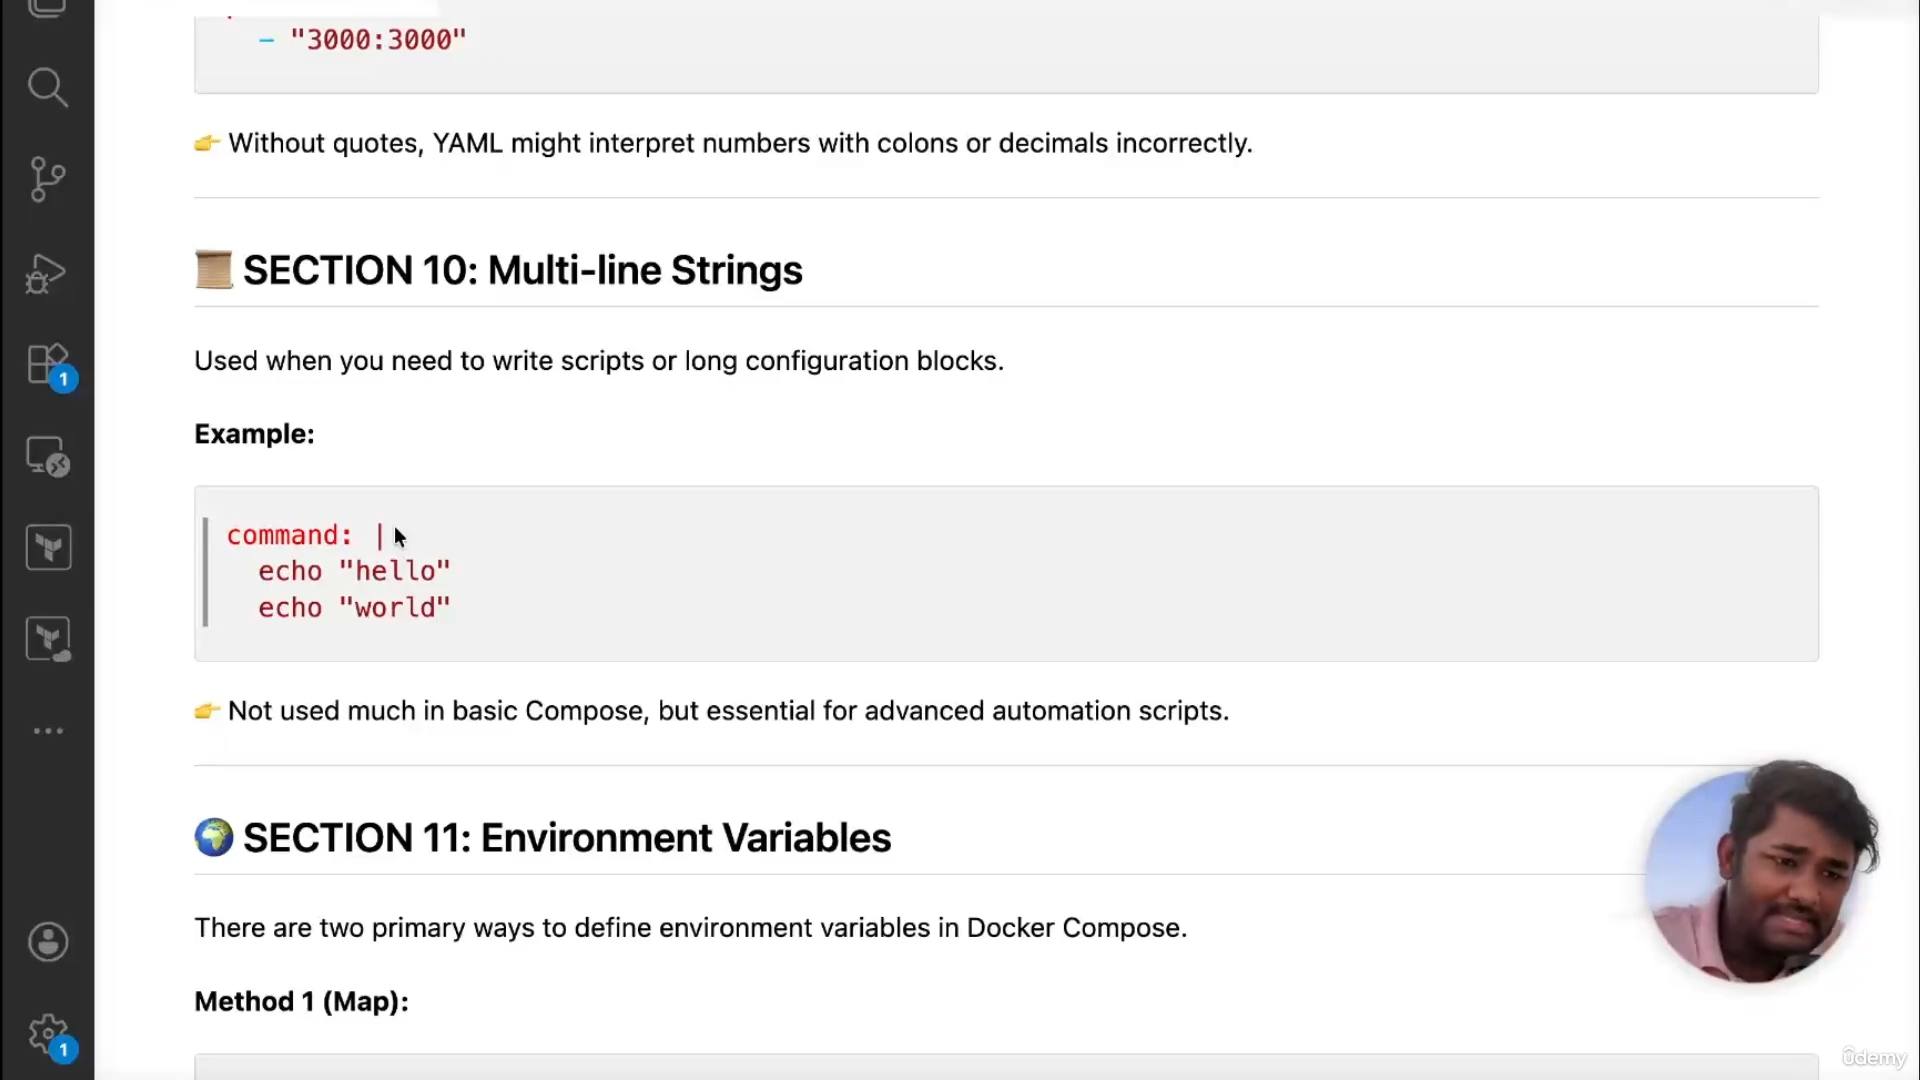 - "3000:3000"
👉 Without quotes, YAML might interpret numbers with colons or decimals incorrectly.
📜 SECTION 10: Multi-line Strings
Used when you need to write scripts or long configuration blocks.
Example:
command: |
echo "hello"
echo "world"
👉 Not used much in basic Compose, but essential for advanced automation scripts.
🌍 SECTION 11: Environment Variables
There are two primary ways to define environment variables in Docker Compose.
Method 1 (Map):
1
1
ûdemy